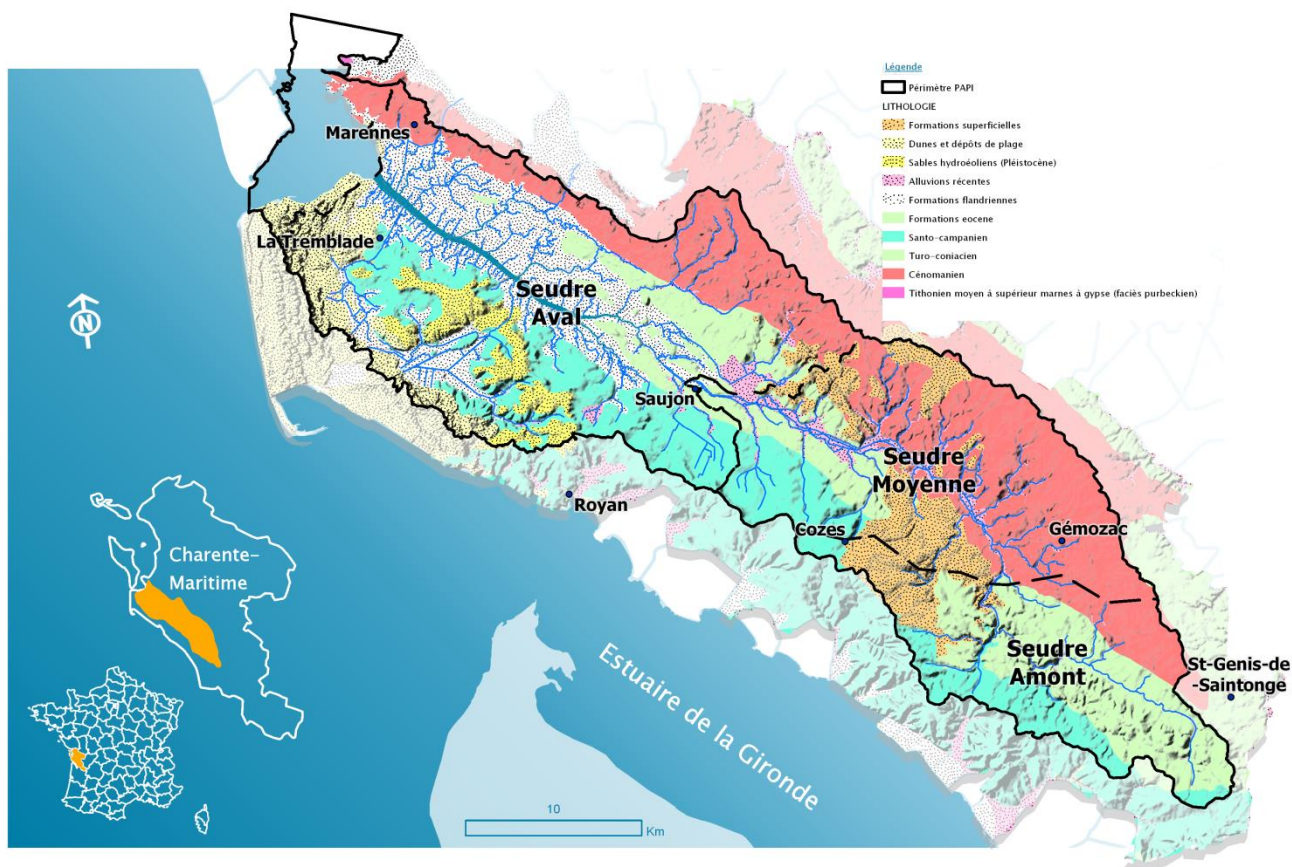 Légende
Périmètre PAPI
LITHOLOGIE
Formations superficielles
Dunes et dépôts de plage
Sables hydroéoliens (Pléistocène)
Alluvions récentes
Formations flandriennes
Formations eocene
Santo-campanien
Turo-coniacien
Cénomanien
Tithonien moyen à supérieur marnes à gypse (faciès purbeckien)
Marennes
La Tremblade
Seudre
Aval
N
Saujon
Seudre
Moyenne
Royan
Cozes
Gémozac
Charente-
Maritime
Seudre
Amont
St-Genis-de
-Saintonge
Estuaire de la Gironde
10
Km